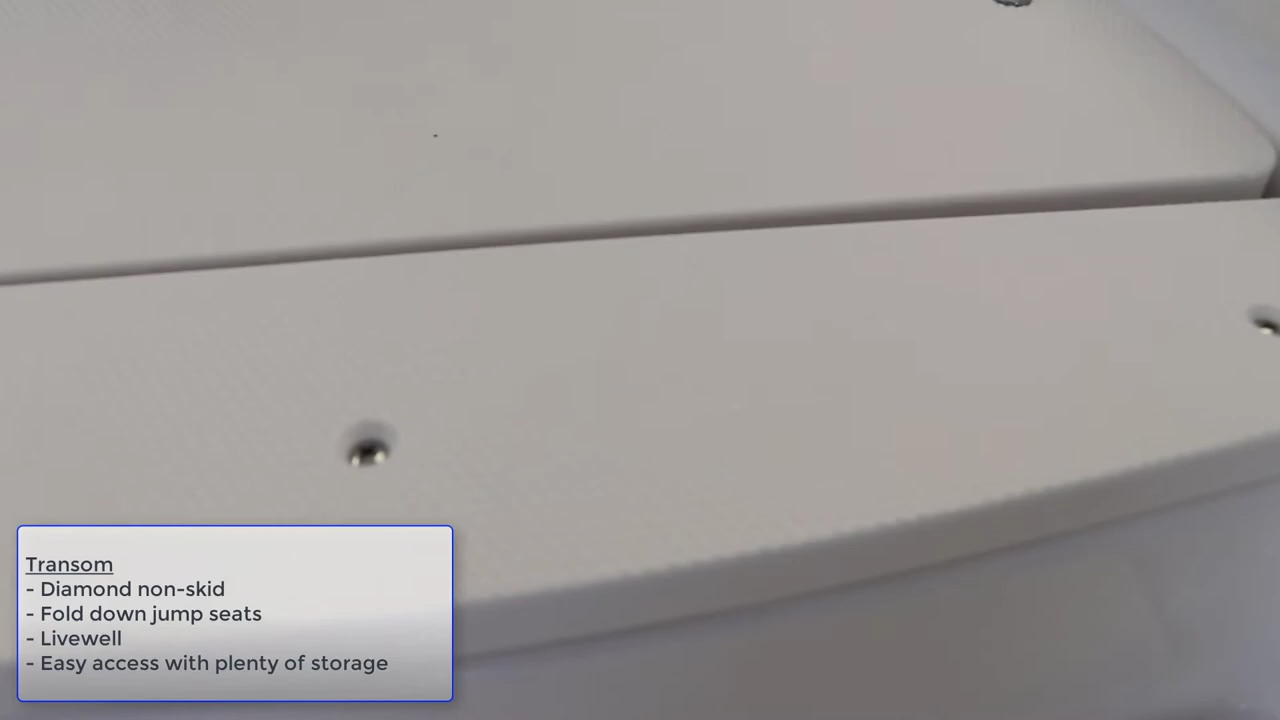 Transom
- Diamond non-skid
- Fold down jump seats
- Livewell
- Easy access with plenty of storage